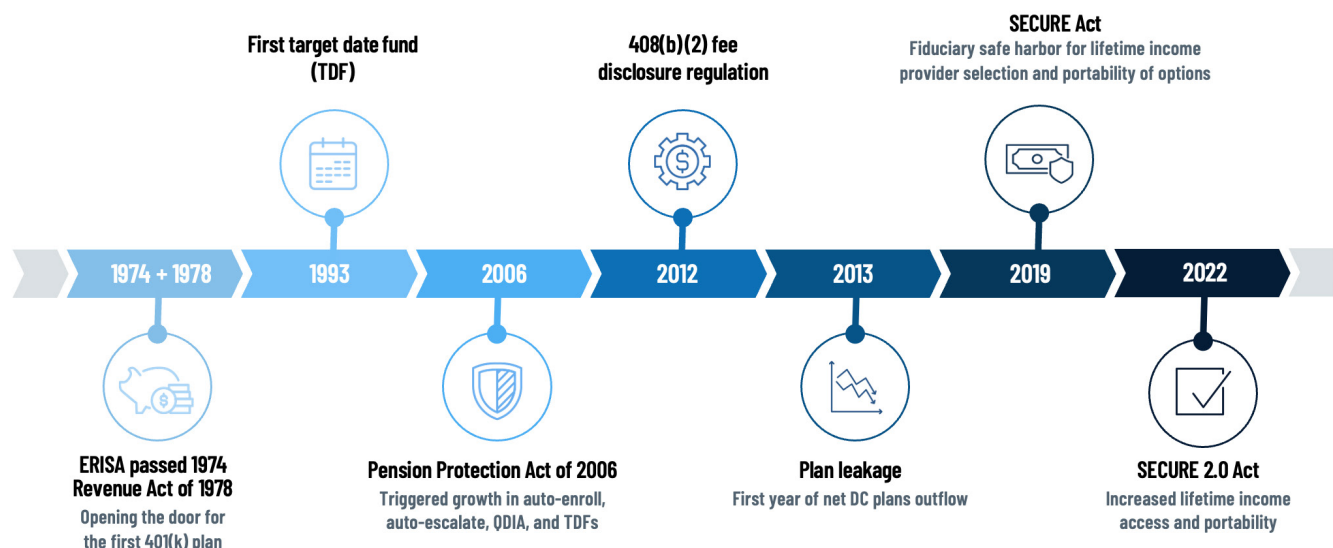 First target date fund
(TDF)
408(b)(2) fee
disclosure regulation
SECURE Act
Fiduciary safe harbor for lifetime income
provider selection and portability of options
1974 + 1978
1993
2006
2012
2013
2019
2022
ERISA passed 1974
Revenue Act of 1978
Opening the door for
the first 401(k) plan
Pension Protection Act of 2006
Triggered growth in auto-enroll,
auto-escalate, QDIA, and TDFs
Plan leakage
First year of net DC plans outflow
SECURE 2.0 Act
Increased lifetime income
access and portability